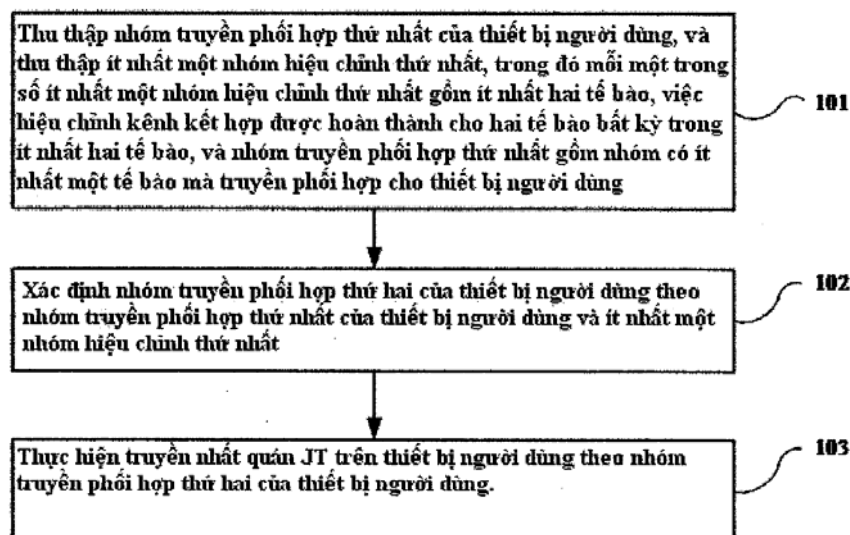 Thu thập nhóm truyền phối hợp thứ nhất của thiết bị người dùng, và
thu thập ít nhất một nhóm hiệu chỉnh thứ nhất, trong đó mỗi một trong
số ít nhất một nhóm hiệu chỉnh thứ nhất gồm ít nhất hai tế bào, việc
hiệu chỉnh kênh kết hợp được hoàn thành cho hai tế bào bất kỳ trong
ít nhất hai tế bào, và nhóm truyền phối hợp thứ nhất gồm nhóm có ít
nhất một tế bào mà truyền phối hợp cho thiết bị người dùng
101
Xác định nhóm truyền phối hợp thứ hai của thiết bị người dùng theo
nhóm truyền phối hợp thứ nhất của thiết bị người dùng và ít nhất một
nhóm hiệu chỉnh thứ nhất
102
Thực hiện truyền nhất quán JT trên thiết bị người dùng theo nhóm
truyền phối hợp thứ hai của thiết bị người dùng.
103